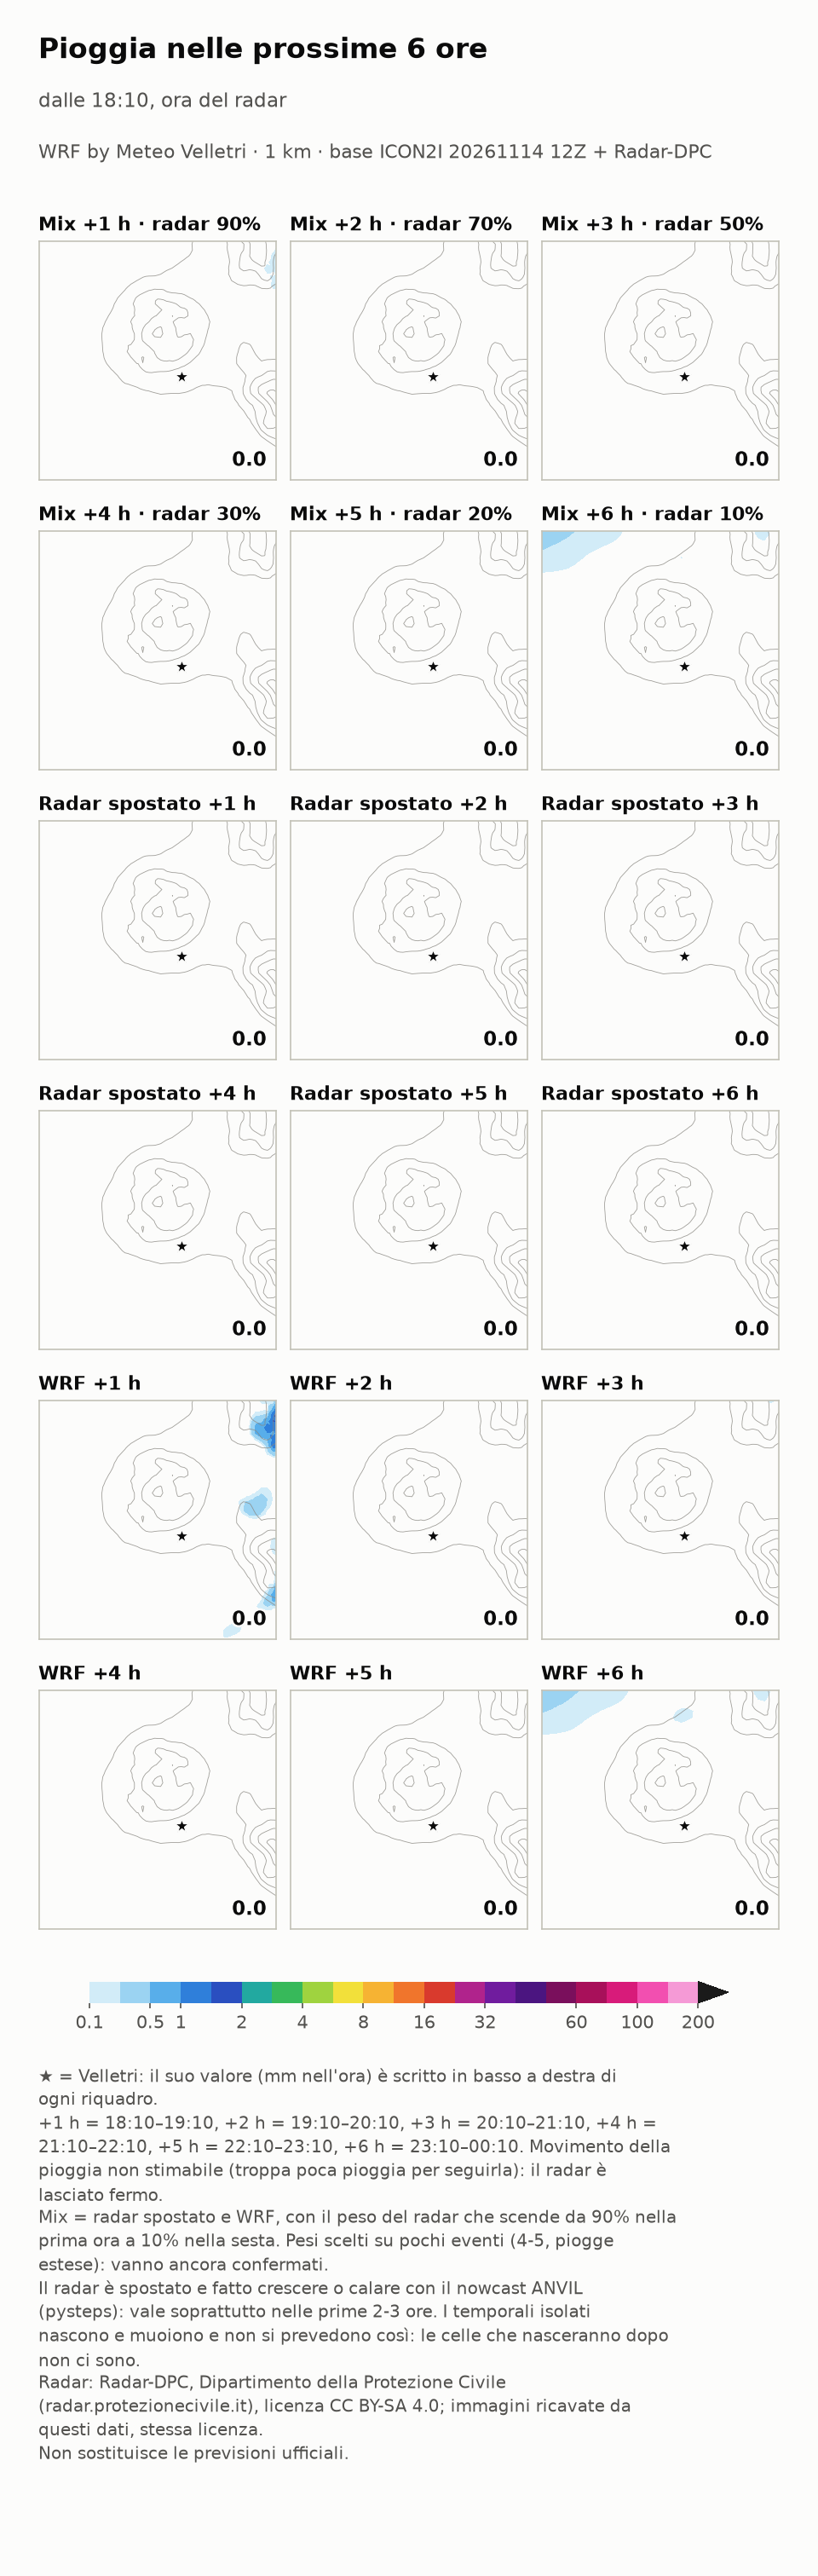 Pioggia nelle prossime 6 ore
dalle 18:10, ora del radar
WRF by Meteo Velletri · 1 km · base ICON2I 20261114 12Z + Radar-DPC
Mix +1 h · radar 90%
Mix +2 h · radar 70%
Mix +3 h · radar 50%
0.0
0.0
0.0
Mix +4 h · radar 30%
Mix +5 h · radar 20%
Mix +6 h · radar 10%
0.0
0.0
0.0
Radar spostato +1 h
Radar spostato +2 h
Radar spostato +3 h
0.0
0.0
0.0
Radar spostato +4 h
Radar spostato +5 h
Radar spostato +6 h
0.0
0.0
0.0
WRF +1 h
WRF +2 h
WRF +3 h
0.0
0.0
0.0
WRF +4 h
WRF +5 h
WRF +6 h
0.0
0.0
0.0
0.1 0.5 1 2 4 8 16 32 60 100 200
★ = Velletri: il suo valore (mm nell'ora) è scritto in basso a destra di
ogni riquadro.
+1 h = 18:10–19:10, +2 h = 19:10–20:10, +3 h = 20:10–21:10, +4 h =
21:10–22:10, +5 h = 22:10–23:10, +6 h = 23:10–00:10. Movimento della
pioggia non stimabile (troppa poca pioggia per seguirla): il radar è
lasciato fermo.
Mix = radar spostato e WRF, con il peso del radar che scende da 90% nella
prima ora a 10% nella sesta. Pesi scelti su pochi eventi (4-5, piogge
estese): vanno ancora confermati.
Il radar è spostato e fatto crescere o calare con il nowcast ANVIL
(pysteps): vale soprattutto nelle prime 2-3 ore. I temporali isolati
nascono e muoiono e non si prevedono così: le celle che nasceranno dopo
non ci sono.
Radar: Radar-DPC, Dipartimento della Protezione Civile
(radar.protezionecivile.it), licenza CC BY-SA 4.0; immagini ricavate da
questi dati, stessa licenza.
Non sostituisce le previsioni ufficiali.